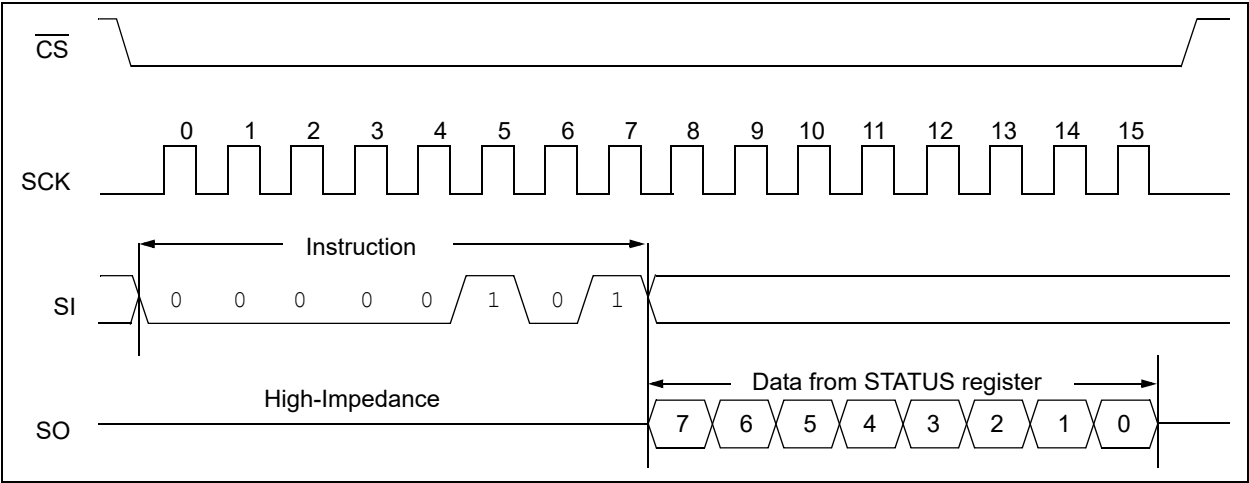 CS
0 1 2 3 4 5 6 7 8 9 10 11 12 13 14 15
SCK
Instruction
SI 0 0 0 0 0 1 0 1
Data from STATUS register
High-Impedance
SO 7 6 5 4 3 2 1 0